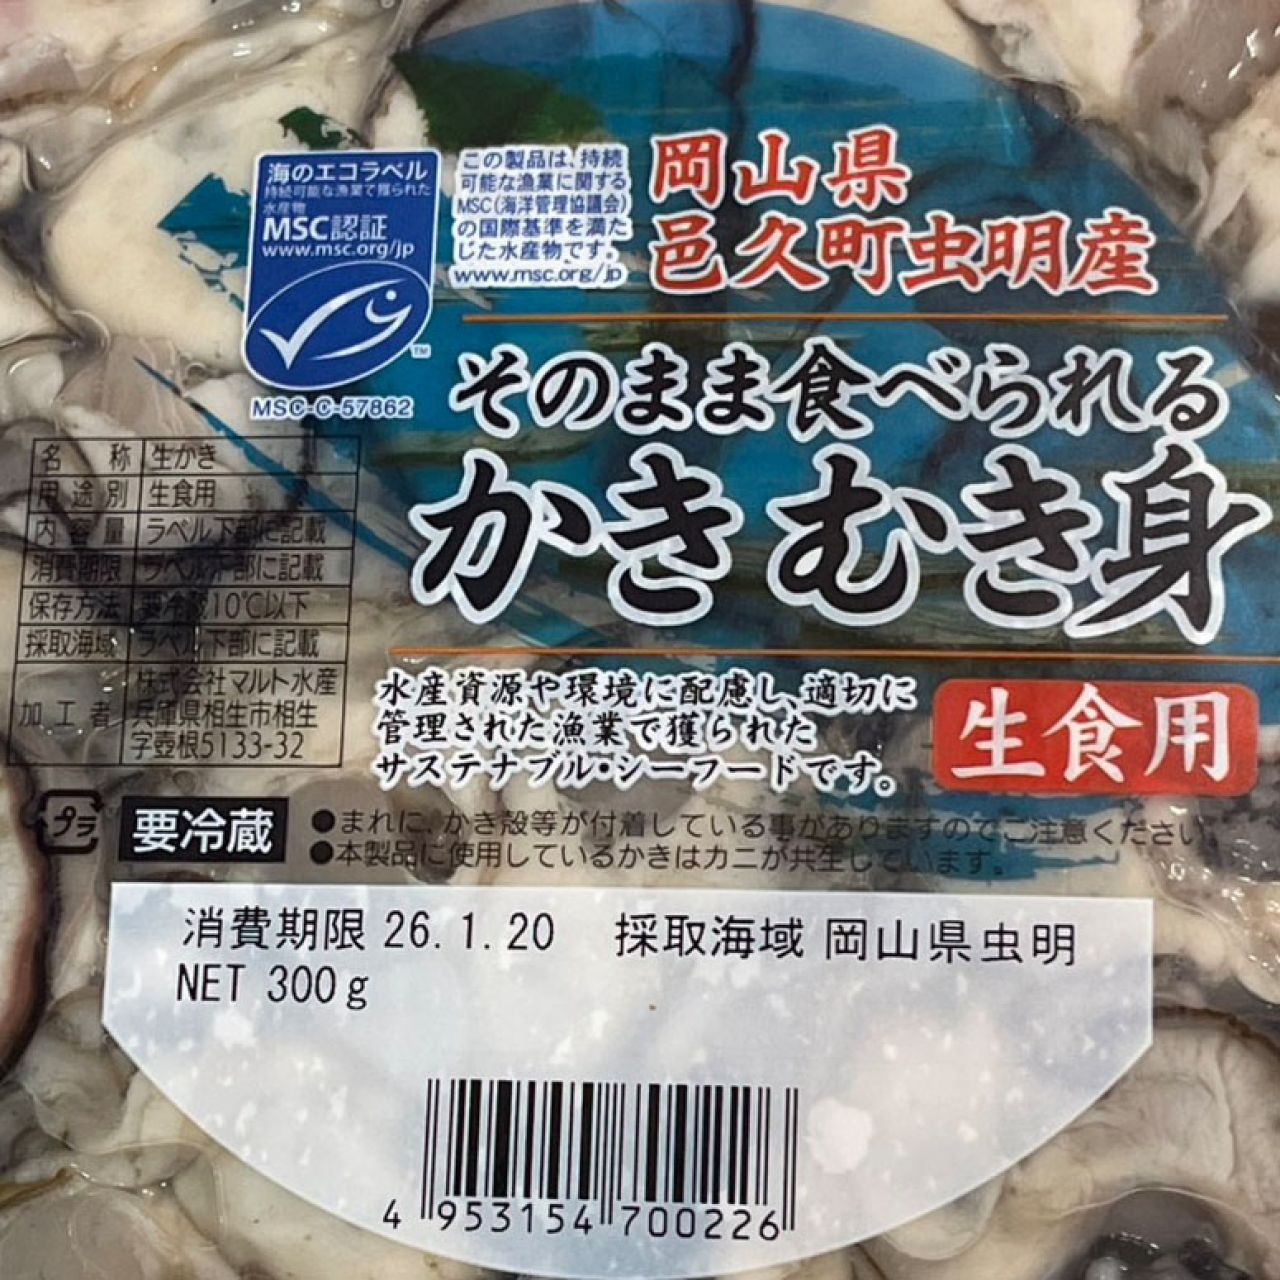 海のエコラベル
持続可能な漁業で獲られた
水産物
MSC認証
www.msc.org/jp
TM
MSC-C-57862
この製品は、持続
可能な漁業に関する
MSC(海洋管理協議会)
の国際基準を満た
した水産物です。
www.msc.org/jp
岡山県
邑久町虫明産
そのまま食べられる
かきむき身
名称 生かき
用途別 生食用
内容量 ラベル下部に記載
消費期限 ラベル下部に記載
保存方法 要冷蔵10℃以下
採取海域 ラベル下部に記載
加工者 株式会社マルト水産
兵庫県相生市相生
字壺根5133-32
水産資源や環境に配慮し、適切に
管理された漁業で獲られた
サステナブル・シーフードです。
生食用
プラ
要冷蔵
●まれに、かき殻等が付着している事がありますのでご注意ください。
●本製品に使用しているかきはカニが共生しています。
消費期限 26.1.20 採取海域 岡山県虫明
NET 300g
4 953154 700226